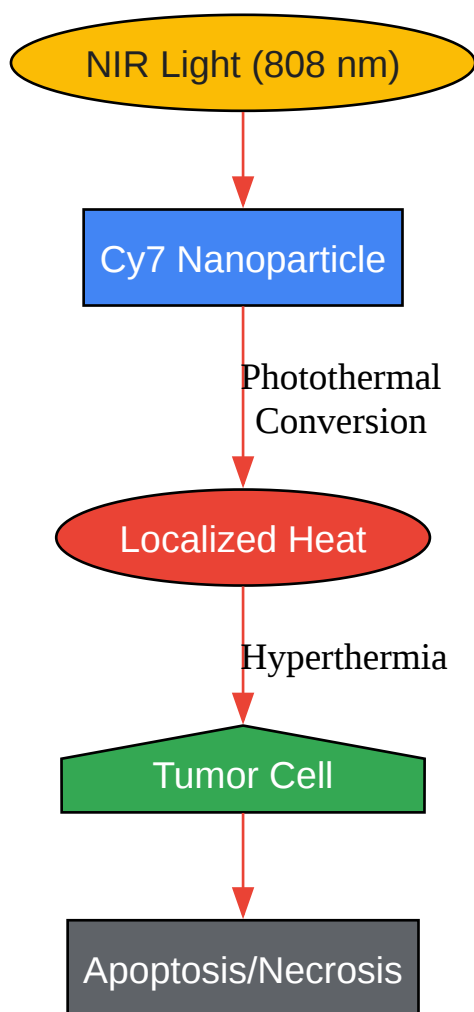 NIR Light (808 nm)
Cy7 Nanoparticle
Photothermal
Conversion
Localized Heat
Hyperthermia
Tumor Cell
Apoptosis/Necrosis